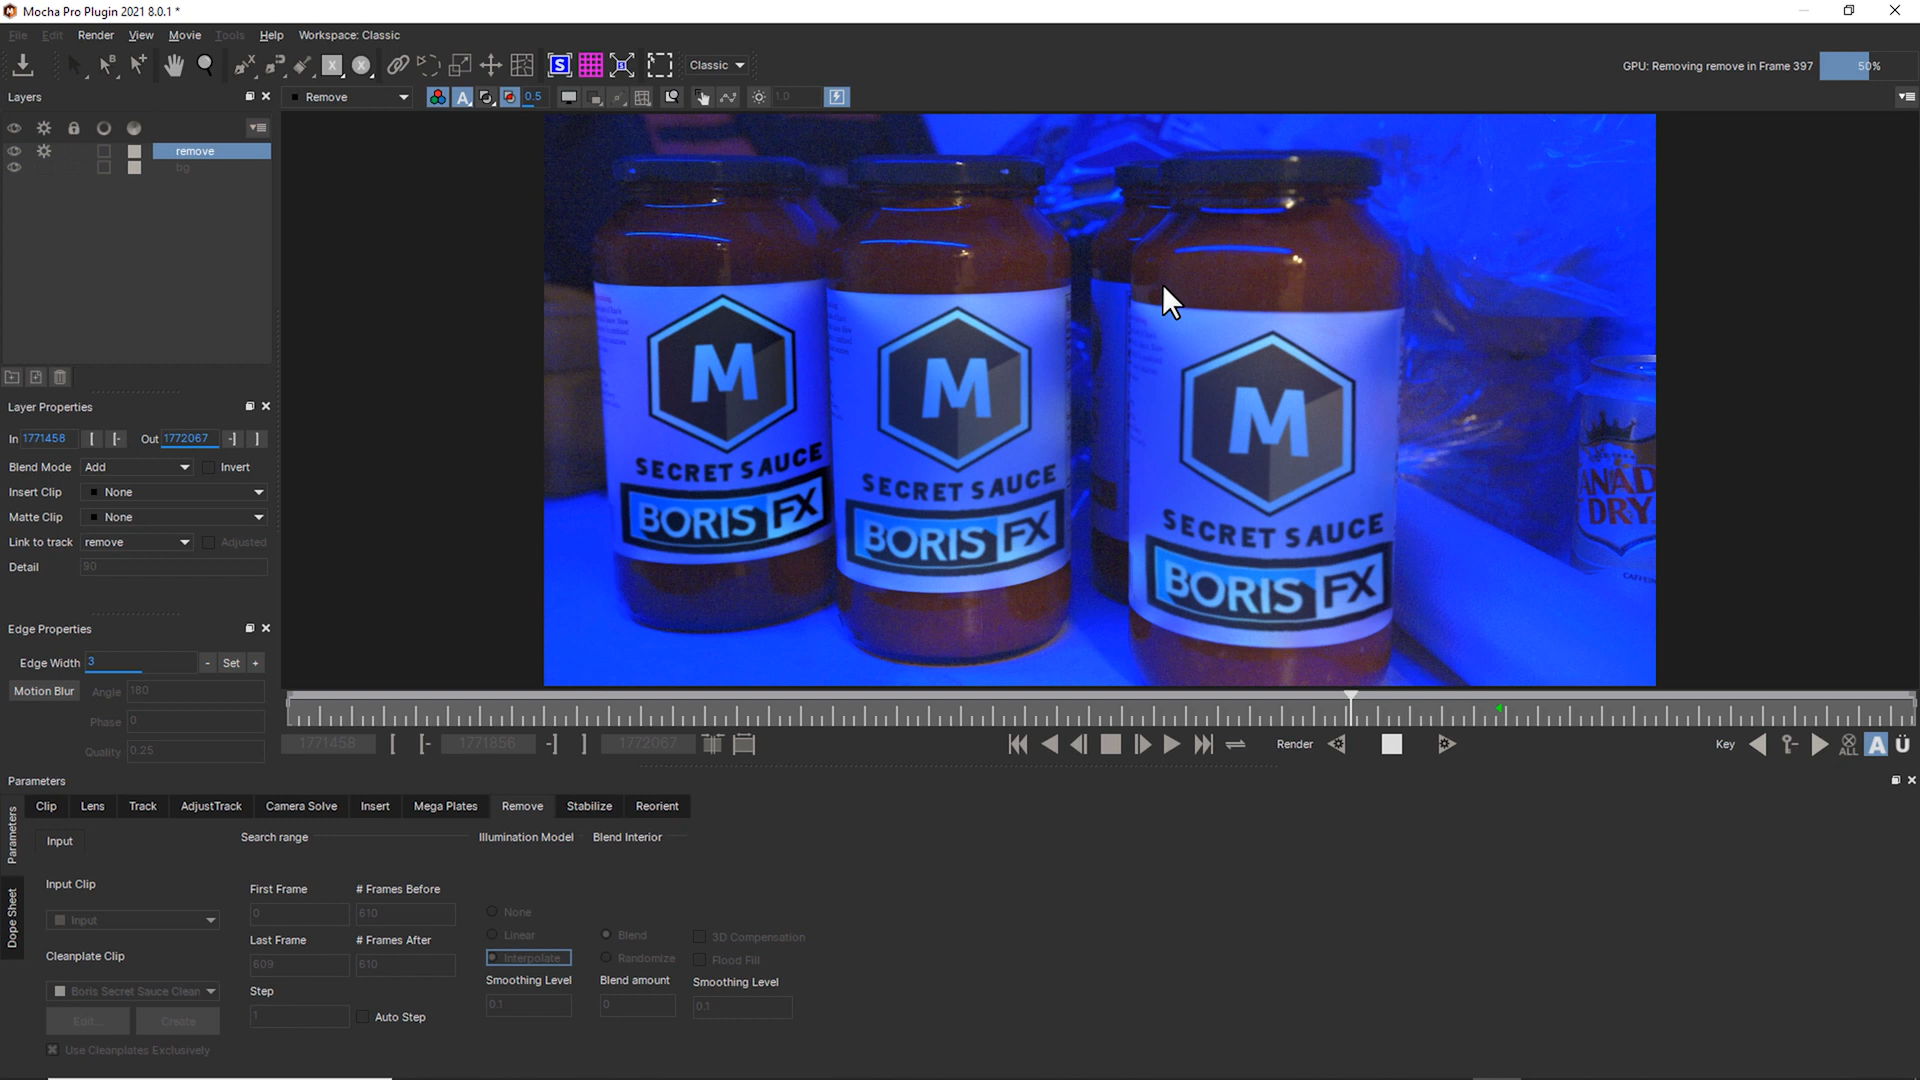 Mocha Pro Plugin 2021 8.0.1 *
File Edit Render View Movie Tools Help Workspace: Classic
Classic
GPU: Removing remove in Frame 397 50%
Layers
Remove A 0.5 1.0
remove
bg
M
SECRET SAUCE
BORIS FX
M
SECRET SAUCE
BORIS FX
M
SECRET SAUCE
BORIS FX
ANAD
DRY
CAFFEI
Layer Properties
In 1771458 Out 1772067
Blend Mode Add Invert
Insert Clip None
Matte Clip None
Link to track remove Adjusted
Detail 90
Edge Properties
Edge Width 3 - Set +
Motion Blur Angle 180
Phase 0
Quality 0.25
1771458 1771856 1772067 Render Key ALL A Ü
Parameters
Parameters
Dope Sheet
Clip Lens Track AdjustTrack Camera Solve Insert Mega Plates Remove Stabilize Reorient
Input Search range Illumination Model Blend Interior
Input Clip
Input
Cleanplate Clip
Boris Secret Sauce Clean
Edit... Create
Use Cleanplates Exclusively
First Frame # Frames Before
0 610
Last Frame # Frames After
609 610
Step
1 Auto Step
None
Linear
Interpolate
Smoothing Level
0.1
Blend
Randomize
Blend amount
0
3D Compensation
Flood Fill
Smoothing Level
0.1